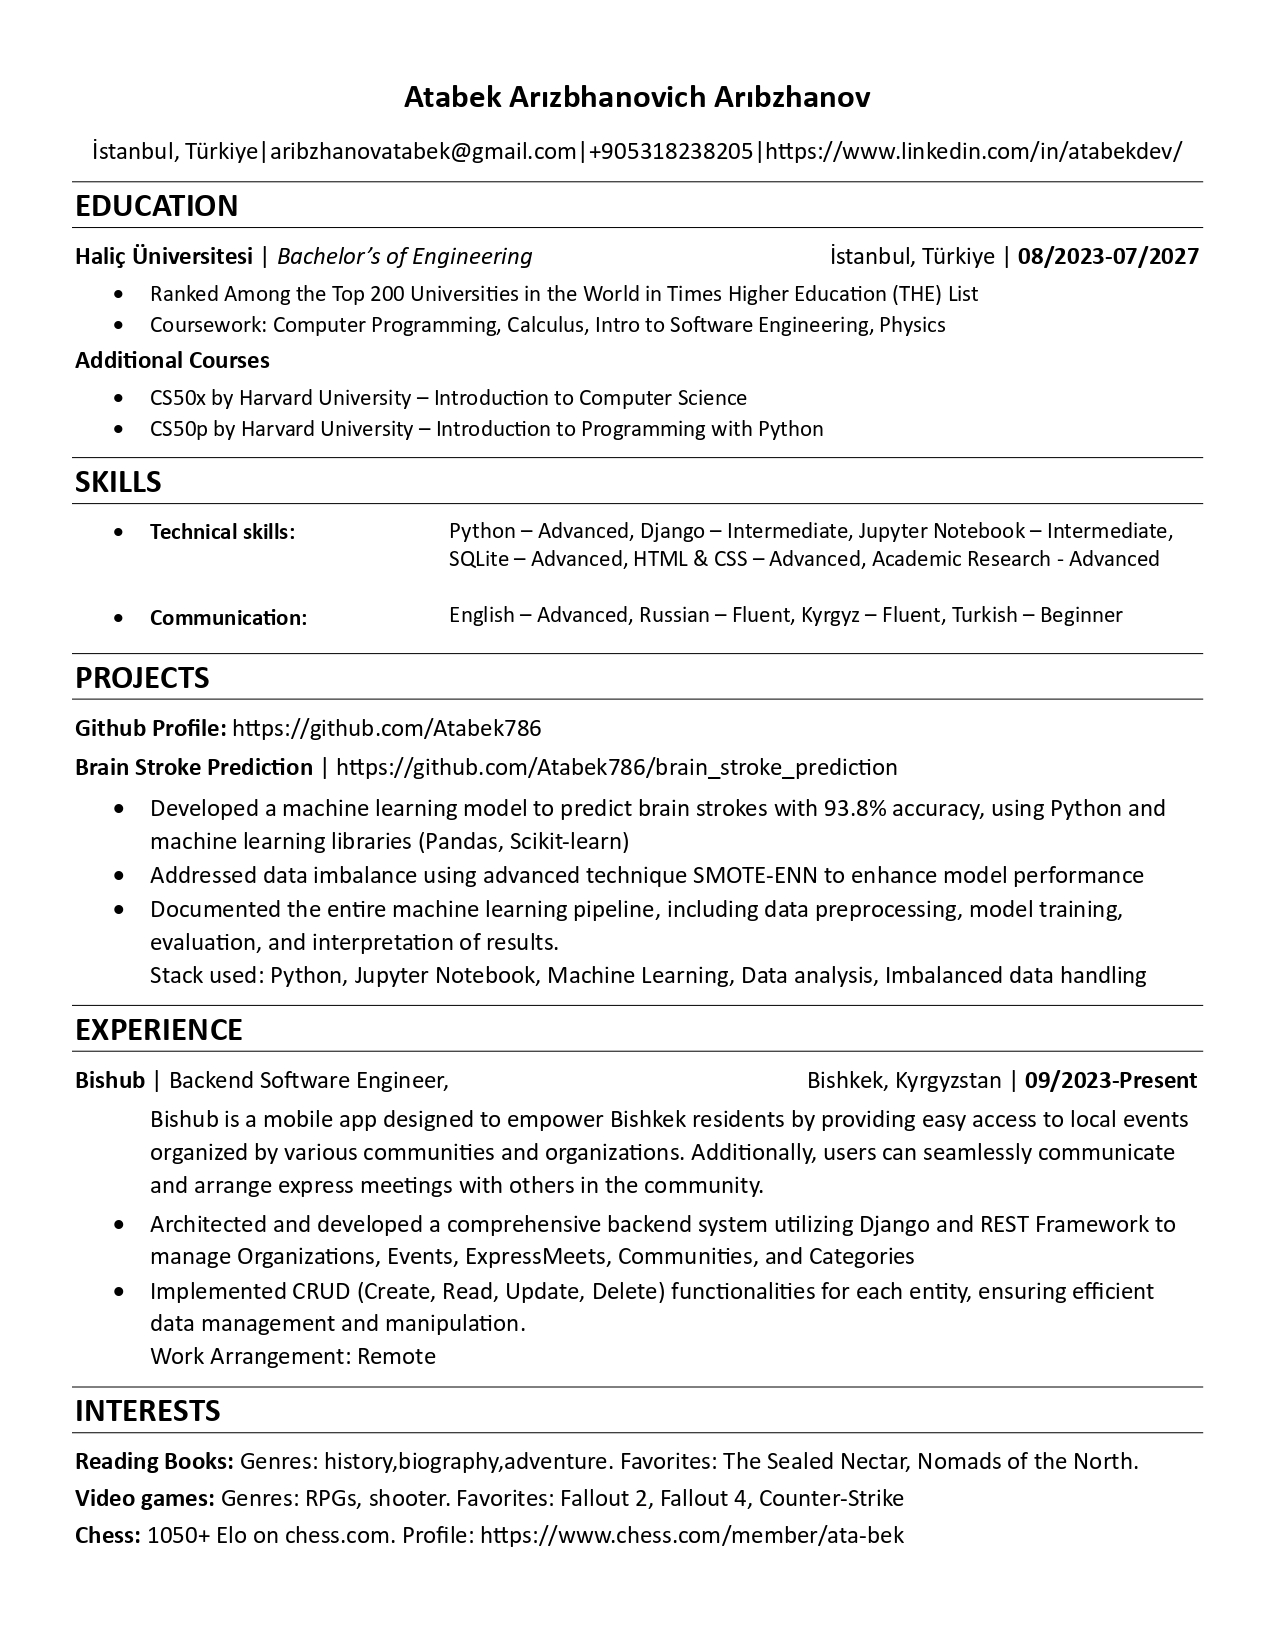 Atabek Arızbhanovich Arıbzhanov
İstanbul, Türkiye|aribzhanovatabek@gmail.com|+905318238205|https://www.linkedin.com/in/atabekdev/
EDUCATION
Haliç Üniversitesi | Bachelor’s of Engineering İstanbul, Türkiye | 08/2023-07/2027
• Ranked Among the Top 200 Universities in the World in Times Higher Education (THE) List
• Coursework: Computer Programming, Calculus, Intro to Software Engineering, Physics
Additional Courses
• CS50x by Harvard University – Introduction to Computer Science
• CS50p by Harvard University – Introduction to Programming with Python
SKILLS
• Technical skills: Python – Advanced, Django – Intermediate, Jupyter Notebook – Intermediate,
SQLite – Advanced, HTML & CSS – Advanced, Academic Research - Advanced
• Communication: English – Advanced, Russian – Fluent, Kyrgyz – Fluent, Turkish – Beginner
PROJECTS
Github Profile: https://github.com/Atabek786
Brain Stroke Prediction | https://github.com/Atabek786/brain_stroke_prediction
• Developed a machine learning model to predict brain strokes with 93.8% accuracy, using Python and
machine learning libraries (Pandas, Scikit-learn)
• Addressed data imbalance using advanced technique SMOTE-ENN to enhance model performance
• Documented the entire machine learning pipeline, including data preprocessing, model training,
evaluation, and interpretation of results.
Stack used: Python, Jupyter Notebook, Machine Learning, Data analysis, Imbalanced data handling
EXPERIENCE
Bishub | Backend Software Engineer, Bishkek, Kyrgyzstan | 09/2023-Present
Bishub is a mobile app designed to empower Bishkek residents by providing easy access to local events
organized by various communities and organizations. Additionally, users can seamlessly communicate
and arrange express meetings with others in the community.
• Architected and developed a comprehensive backend system utilizing Django and REST Framework to
manage Organizations, Events, ExpressMeets, Communities, and Categories
• Implemented CRUD (Create, Read, Update, Delete) functionalities for each entity, ensuring efficient
data management and manipulation.
Work Arrangement: Remote
INTERESTS
Reading Books: Genres: history,biography,adventure. Favorites: The Sealed Nectar, Nomads of the North.
Video games: Genres: RPGs, shooter. Favorites: Fallout 2, Fallout 4, Counter-Strike
Chess: 1050+ Elo on chess.com. Profile: https://www.chess.com/member/ata-bek